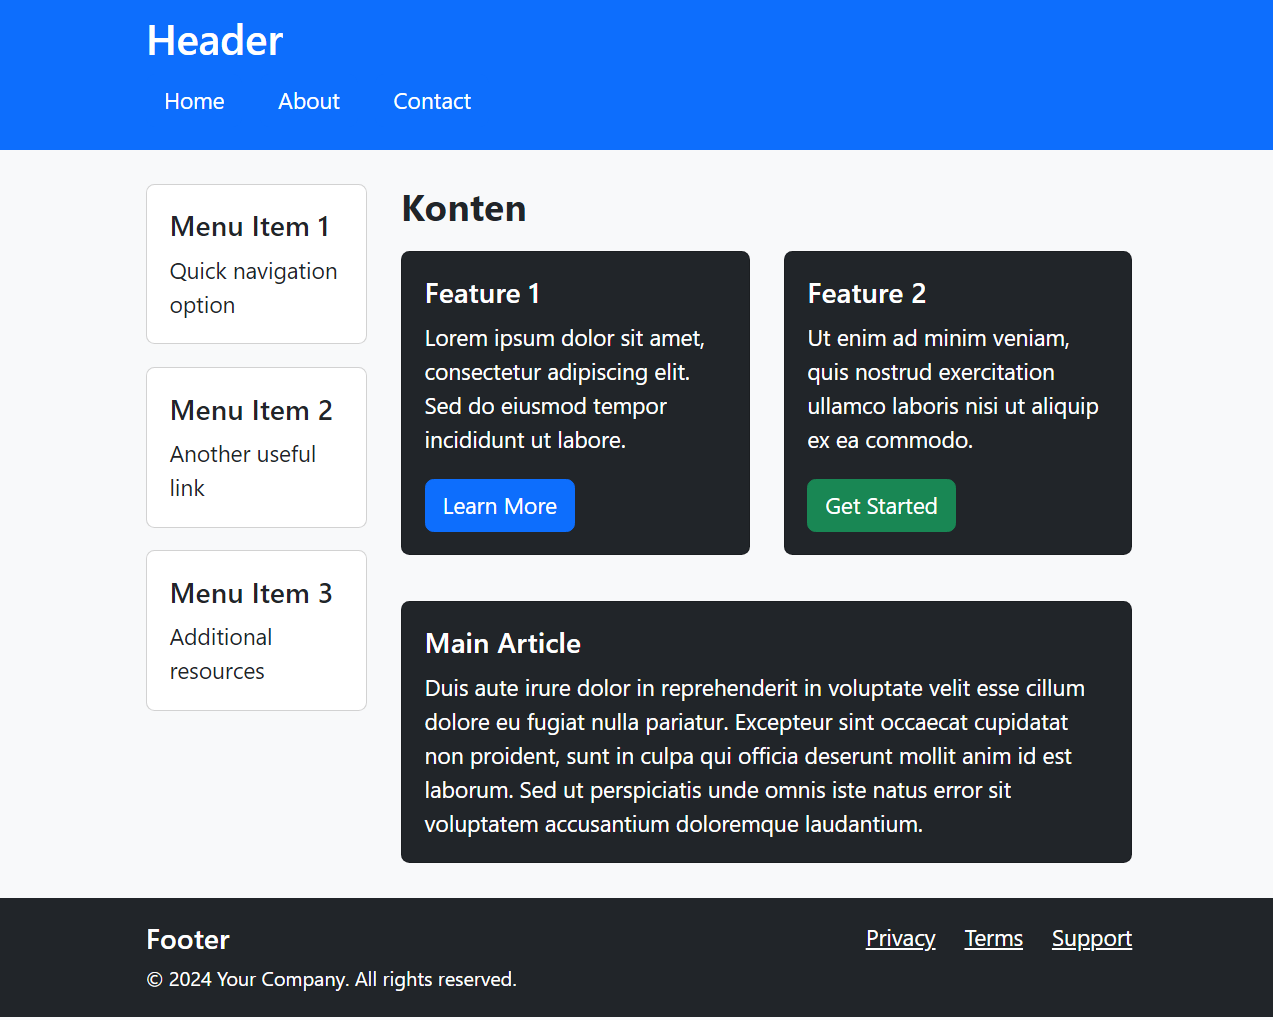 Header
Home About Contact
Menu Item 1
Quick navigation
option
Menu Item 2
Another useful
link
Menu Item 3
Additional
resources
Konten
Feature 1
Lorem ipsum dolor sit amet,
consectetur adipiscing elit.
Sed do eiusmod tempor
incididunt ut labore.
Learn More
Feature 2
Ut enim ad minim veniam,
quis nostrud exercitation
ullamco laboris nisi ut aliquip
ex ea commodo.
Get Started
Main Article
Duis aute irure dolor in reprehenderit in voluptate velit esse cillum
dolore eu fugiat nulla pariatur. Excepteur sint occaecat cupidatat
non proident, sunt in culpa qui officia deserunt mollit anim id est
laborum. Sed ut perspiciatis unde omnis iste natus error sit
voluptatem accusantium doloremque laudantium.
Footer
© 2024 Your Company. All rights reserved.
Privacy Terms Support